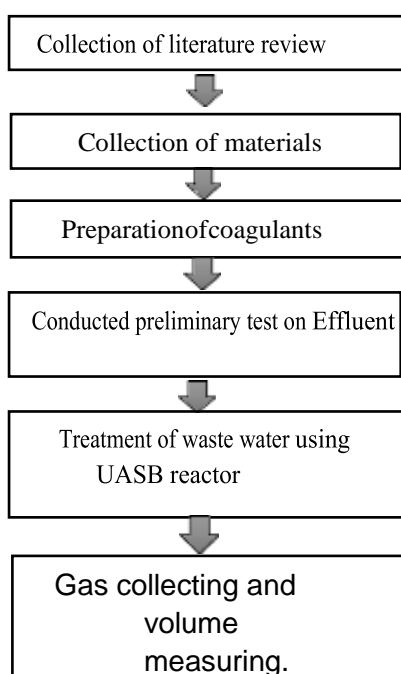 Collection of literature review
Collection of materials
Preparationofcoagulants
Conducted preliminary test on Effluent
Treatment of waste water using
UASB reactor
Gas collecting and
volume
measuring.